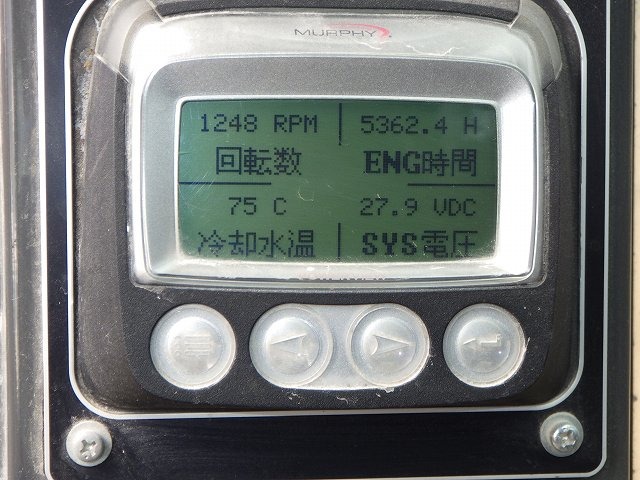 MURPHY
1248 RPM 5362.4 H
回転数 ENG時間
75 C 27.9 VDC
冷却水温 SYS電圧